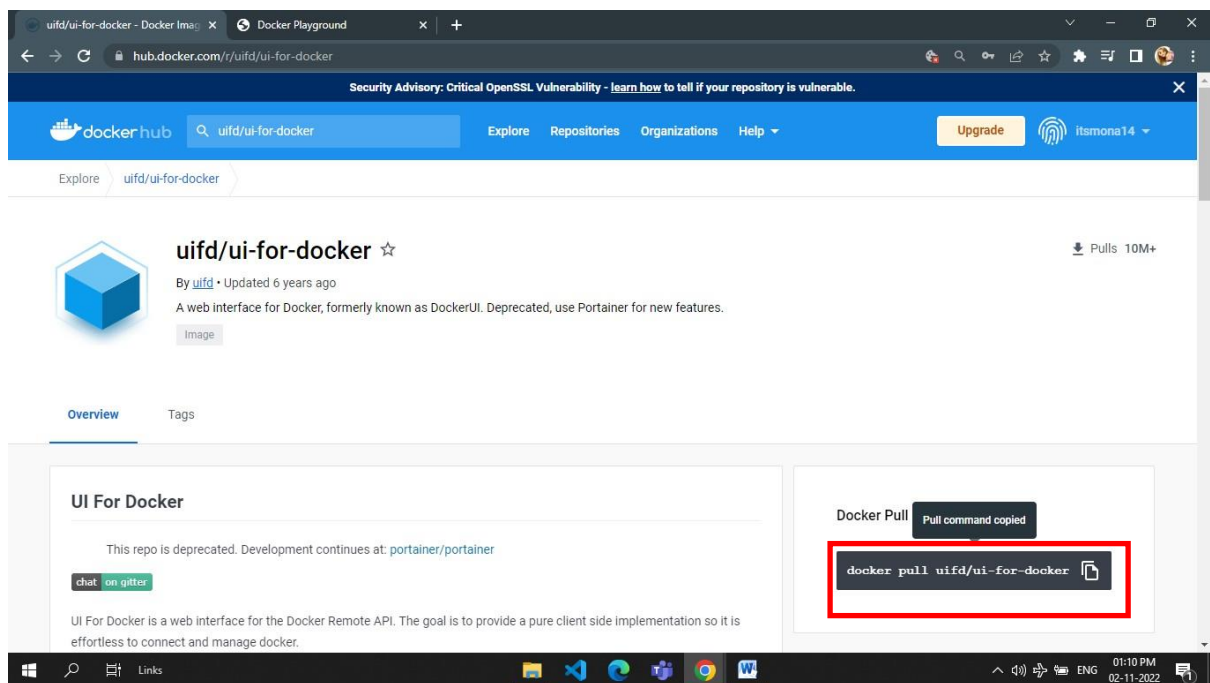 uifd/ui-for-docker - Docker Imag
Docker Playground
hub.docker.com/r/uifd/ui-for-docker
Security Advisory: Critical OpenSSL Vulnerability - learn how to tell if your repository is vulnerable.
dockerhub uifd/ui-for-docker Explore Repositories Organizations Help Upgrade itsmona14
Explore uifd/ui-for-docker
uifd/ui-for-docker
Pulls 10M+
By uifd • Updated 6 years ago
A web interface for Docker, formerly known as DockerUI. Deprecated, use Portainer for new features.
Image
Overview Tags
UI For Docker
This repo is deprecated. Development continues at: portainer/portainer
chat on gitter
UI For Docker is a web interface for the Docker Remote API. The goal is to provide a pure client side implementation so it is
effortless to connect and manage docker.
Docker Pull
Pull command copied
docker pull uifd/ui-for-docker
Links
ENG
01:10 PM
02-11-2022